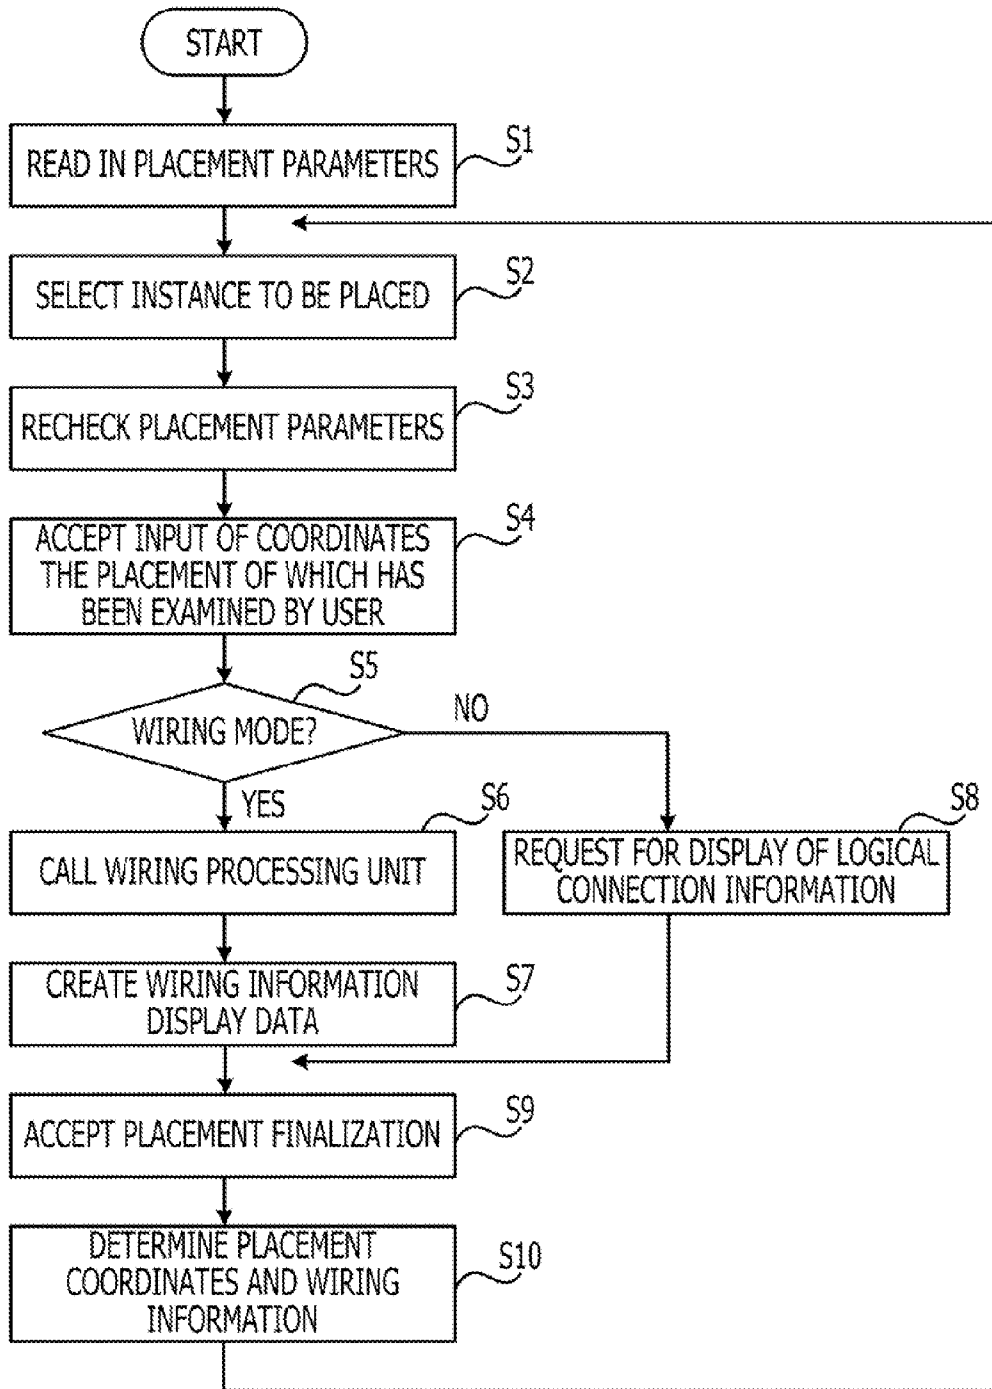 START
S1
READ IN PLACEMENT PARAMETERS
S2
SELECT INSTANCE TO BE PLACED
S3
RECHECK PLACEMENT PARAMETERS
S4
ACCEPT INPUT OF COORDINATES
THE PLACEMENT OF WHICH HAS
BEEN EXAMINED BY USER
S5
WIRING MODE?
NO
YES
S6
CALL WIRING PROCESSING UNIT
S8
REQUEST FOR DISPLAY OF LOGICAL
CONNECTION INFORMATION
S7
CREATE WIRING INFORMATION
DISPLAY DATA
S9
ACCEPT PLACEMENT FINALIZATION
S10
DETERMINE PLACEMENT
COORDINATES AND WIRING
INFORMATION